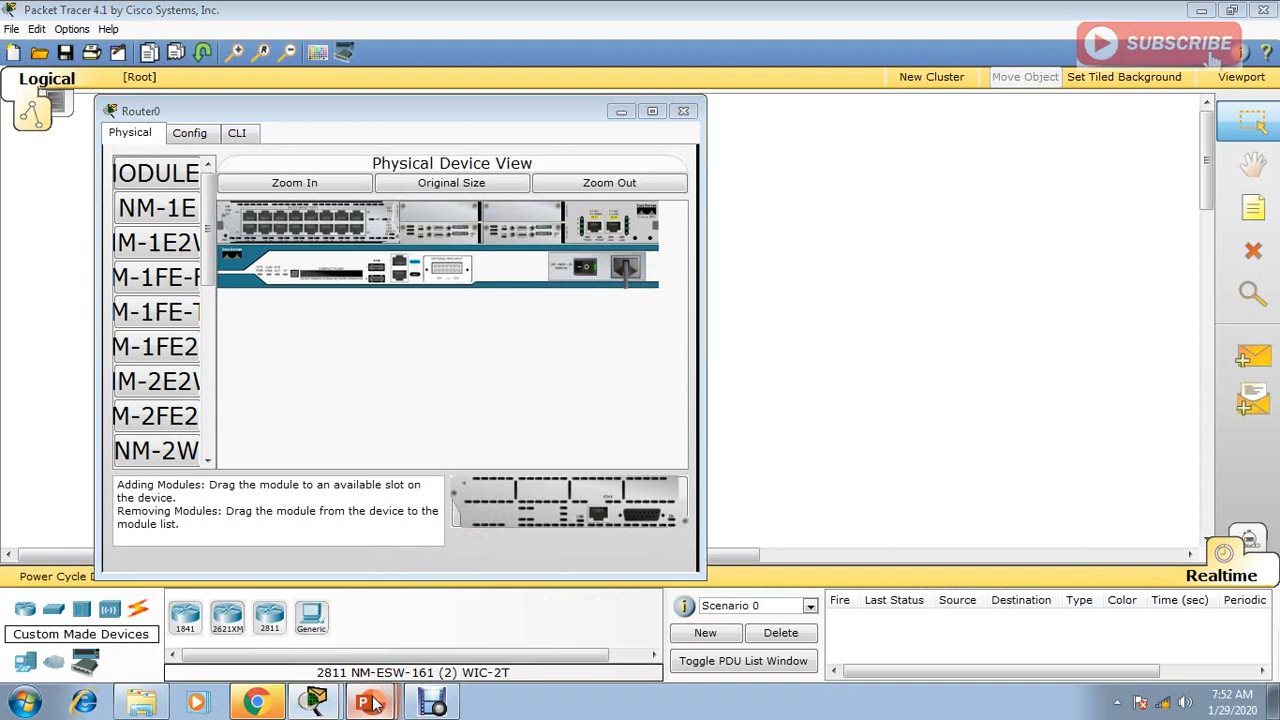 Packet Tracer 4.1 by Cisco Systems, Inc.
File Edit Options Help
SUBSCRIBE
Logical [Root] New Cluster Move Object Set Tiled Background Viewport
Router0
Physical Config CLI
Physical Device View
Zoom In Original Size Zoom Out
IODULE
NM-1E
M-1E2
M-1FE-
M-1FE-
M-1FE2
M-2E2
M-2FE2
NM-2W
Adding Modules: Drag the module to an available slot on
the device.
Removing Modules: Drag the module from the device to the
module list.
Power Cycle
Realtime
1841 2621XM 2811 Generic
Custom Made Devices
2811 NM-ESW-161 (2) WIC-2T
Scenario 0
New Delete
Toggle PDU List Window
Fire Last Status Source Destination Type Color Time (sec) Periodic
7:52 AM
1/29/2020